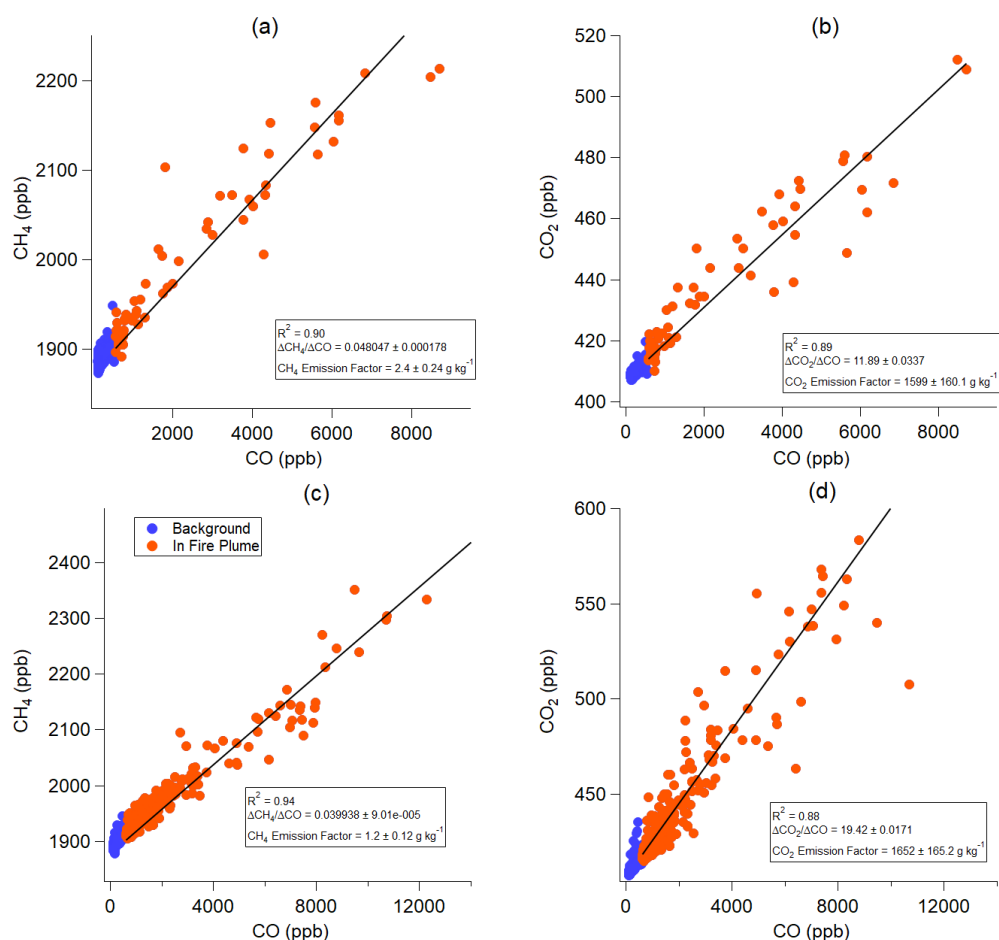 (a)
2200
2100
2000
1900
CH4 (ppb)
R2 = 0.90
ΔCH4/ΔCO = 0.048047 ± 0.000178
CH4 Emission Factor = 2.4 ± 0.24 g kg-1
2000 4000 6000 8000
CO (ppb)
(b)
520
500
480
460
440
420
400
CO2 (ppb)
R2 = 0.89
ΔCO2/ΔCO = 11.89 ± 0.0337
CO2 Emission Factor = 1599 ± 160.1 g kg-1
0 2000 4000 6000 8000
CO (ppb)
(c)
Background
In Fire Plume
2400
2300
2200
2100
2000
1900
CH4 (ppb)
R2 = 0.94
ΔCH4/ΔCO = 0.039938 ± 9.01e-005
CH4 Emission Factor = 1.2 ± 0.12 g kg-1
0 4000 8000 12000
CO (ppb)
(d)
600
550
500
450
CO2 (ppb)
R2 = 0.88
ΔCO2/ΔCO = 19.42 ± 0.0171
CO2 Emission Factor = 1652 ± 165.2 g kg-1
0 4000 8000 12000
CO (ppb)